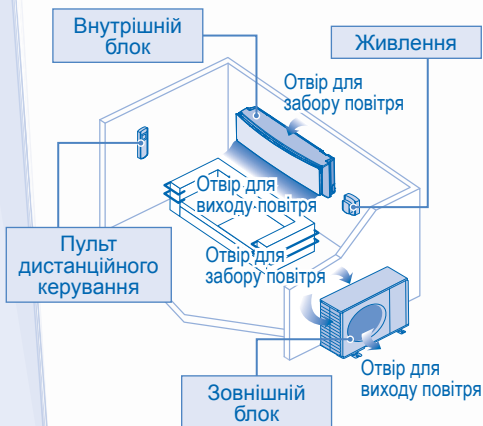 Внутрішній
блок
Живлення
Отвір для
забору повітря
Отвір для
виходу повітря
Пульт
дистанційного
керування
Отвір для
забору повітря
Отвір для
виходу повітря
Зовнішній
блок